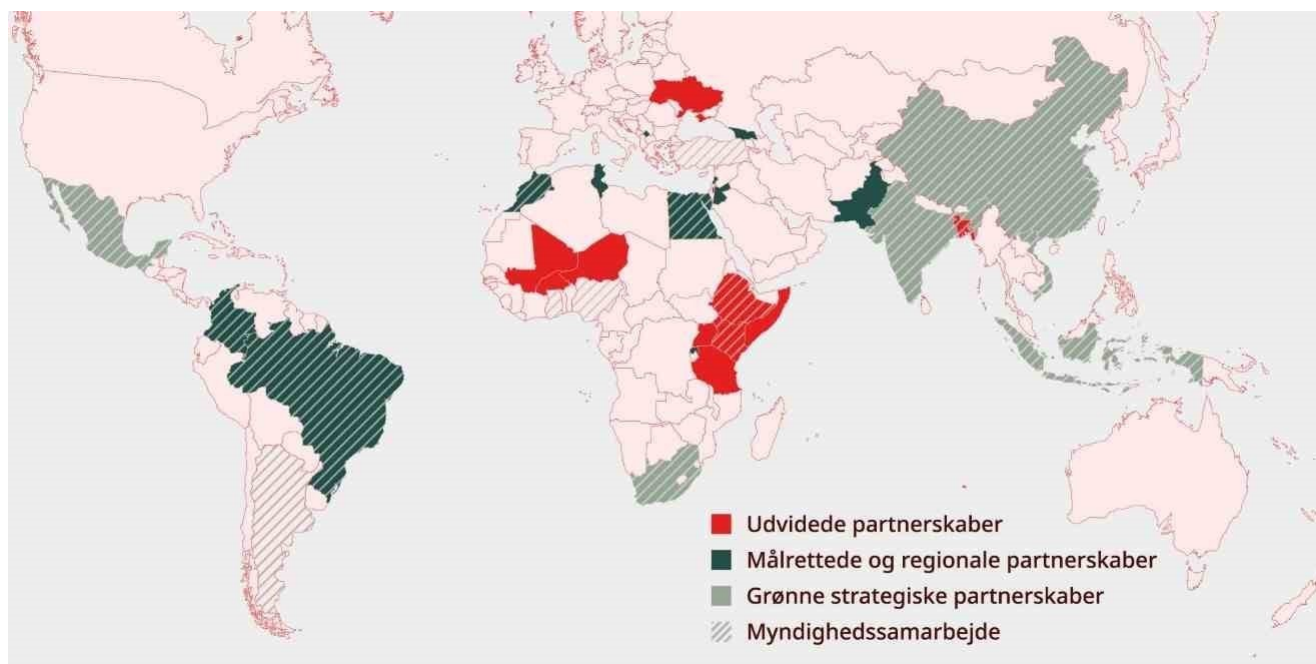 Udvidede partnerskaber
Målrettede og regionale partnerskaber
Grønne strategiske partnerskaber
Myndighedssamarbejde